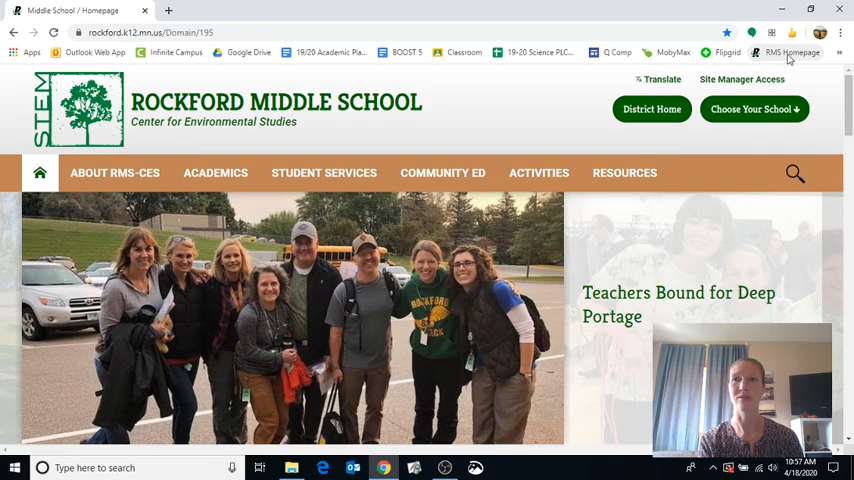 Middle School / Homepage
rockford.k12.mn.us/Domain/195
Apps
Outlook Web App
Infinite Campus
Google Drive
19/20 Academic Pla...
BOOST 5
Classroom
19-20 Science PLC...
Q Comp
MobyMax
Flipgrid
RMS Homepage
»
STEM
ROCKFORD MIDDLE SCHOOL
Center for Environmental Studies
Translate
Site Manager Access
District Home
Choose Your School
ABOUT RMS-CES
ACADEMICS
STUDENT SERVICES
COMMUNITY ED
ACTIVITIES
RESOURCES
ROCKFORD
Teachers Bound for Deep
Portage
Type here to search
10:57 AM
4/18/2020